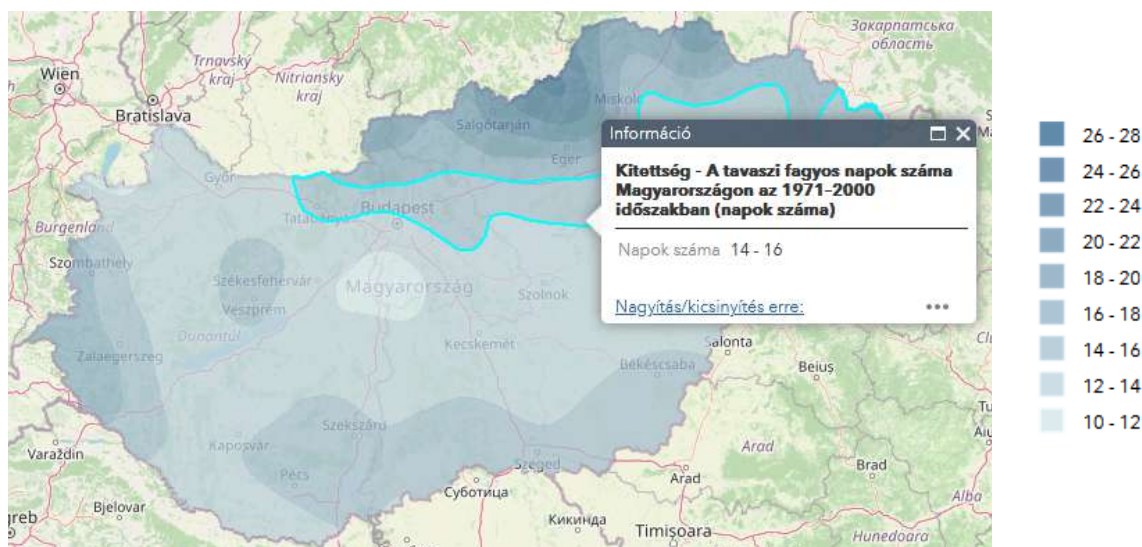 Закарпатська
область
Trnavský
kraj
Nitriansky
kraj
Wien
Bratislava
Miskolc
Salgótarján
Információ
Kitettség - A tavaszi fagyos napok száma
Magyarországon az 1971-2000
időszakban (napok száma)
Napok száma 14 - 16
Nagyítás/kicsinyítés erre:
Eger
Győr
Budapest
Burgenland
Szombathely
Székesfehérvár
Magyarország
Szolnok
Veszprém
Dunántúl
Kecskemét
Zalaegerszeg
Salonta
Békéscsaba
Beiuș
Szekszárd
Kaposvár
Varaždin
Pécs
Szeged
Arad
Brad
Arad
Суботица
Alba
Bjelovar
Кикинда
Timișoara
Hunedoara
26 - 28
24 - 26
22 - 24
20 - 22
18 - 20
16 - 18
14 - 16
12 - 14
10 - 12